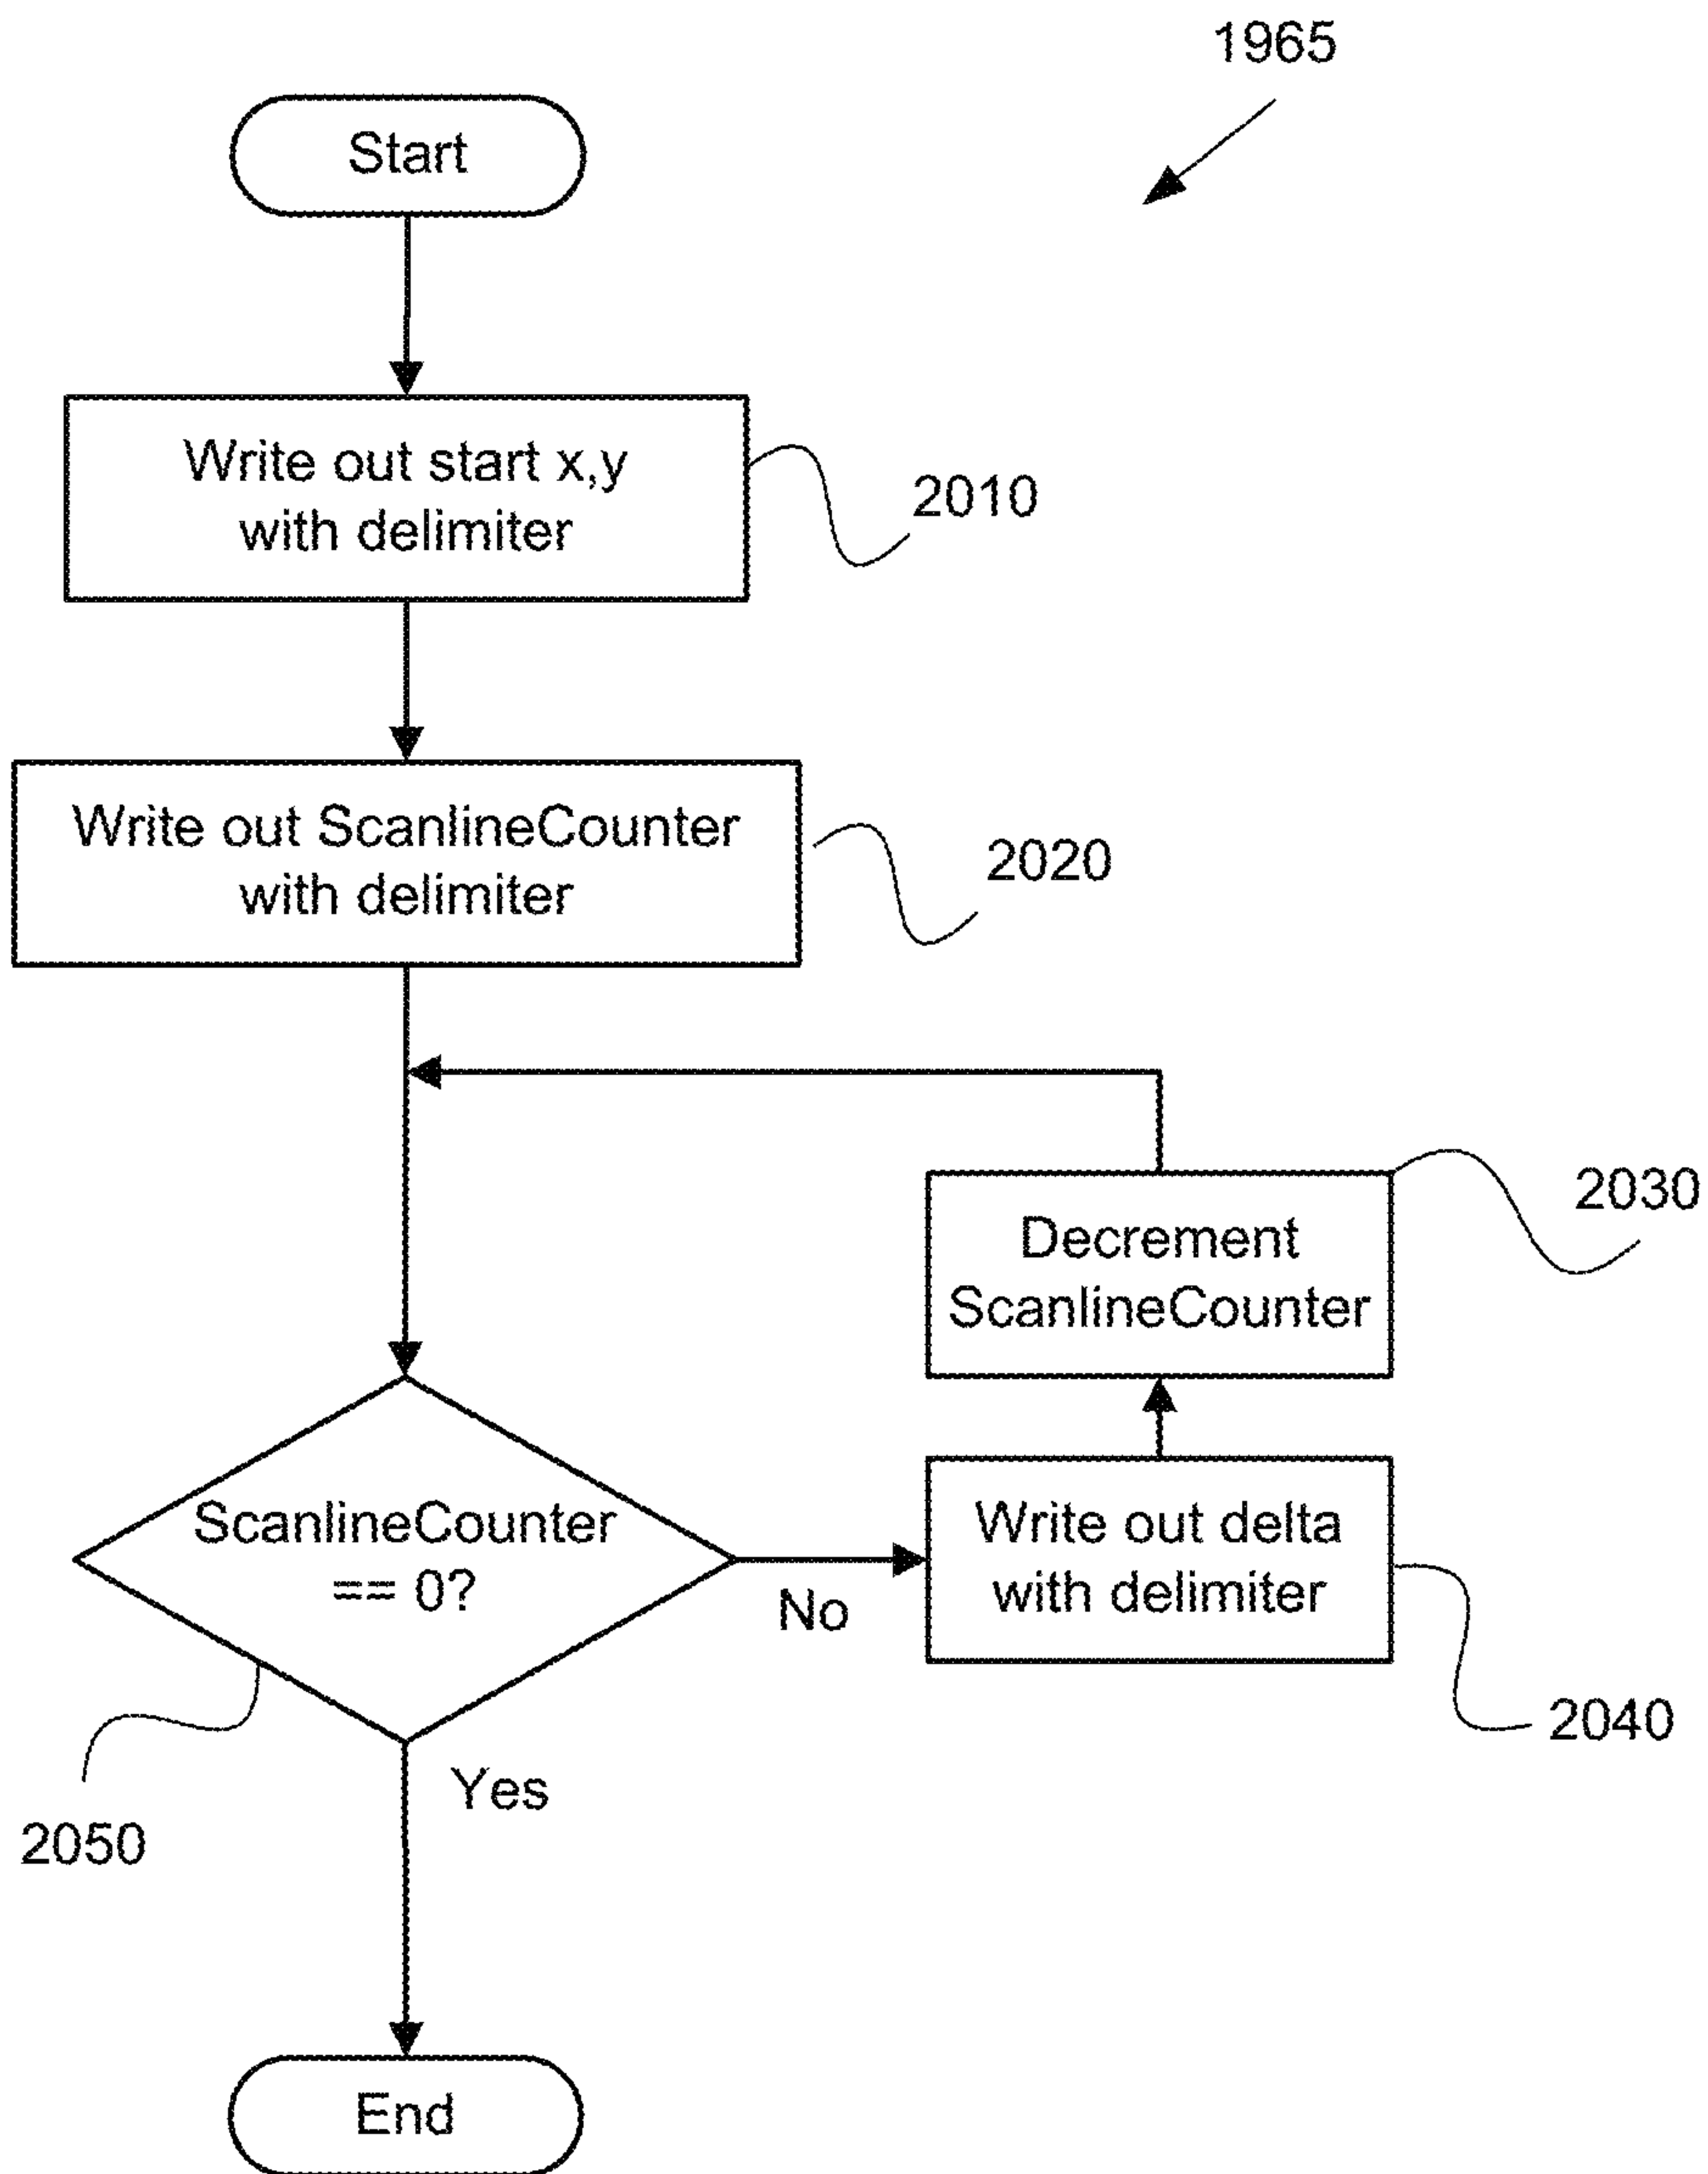 1965
Start
Write out start x,y
with delimiter
2010
Write out ScanlineCounter
with delimiter
2020
Decrement
ScanlineCounter
2030
ScanlineCounter
== 0?
No
Write out delta
with delimiter
2040
Yes
2050
End